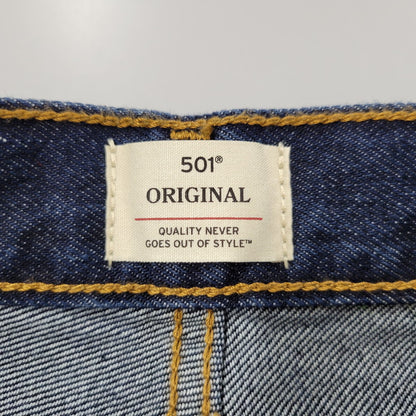 501®
ORIGINAL
QUALITY NEVER
GOES OUT OF STYLE™